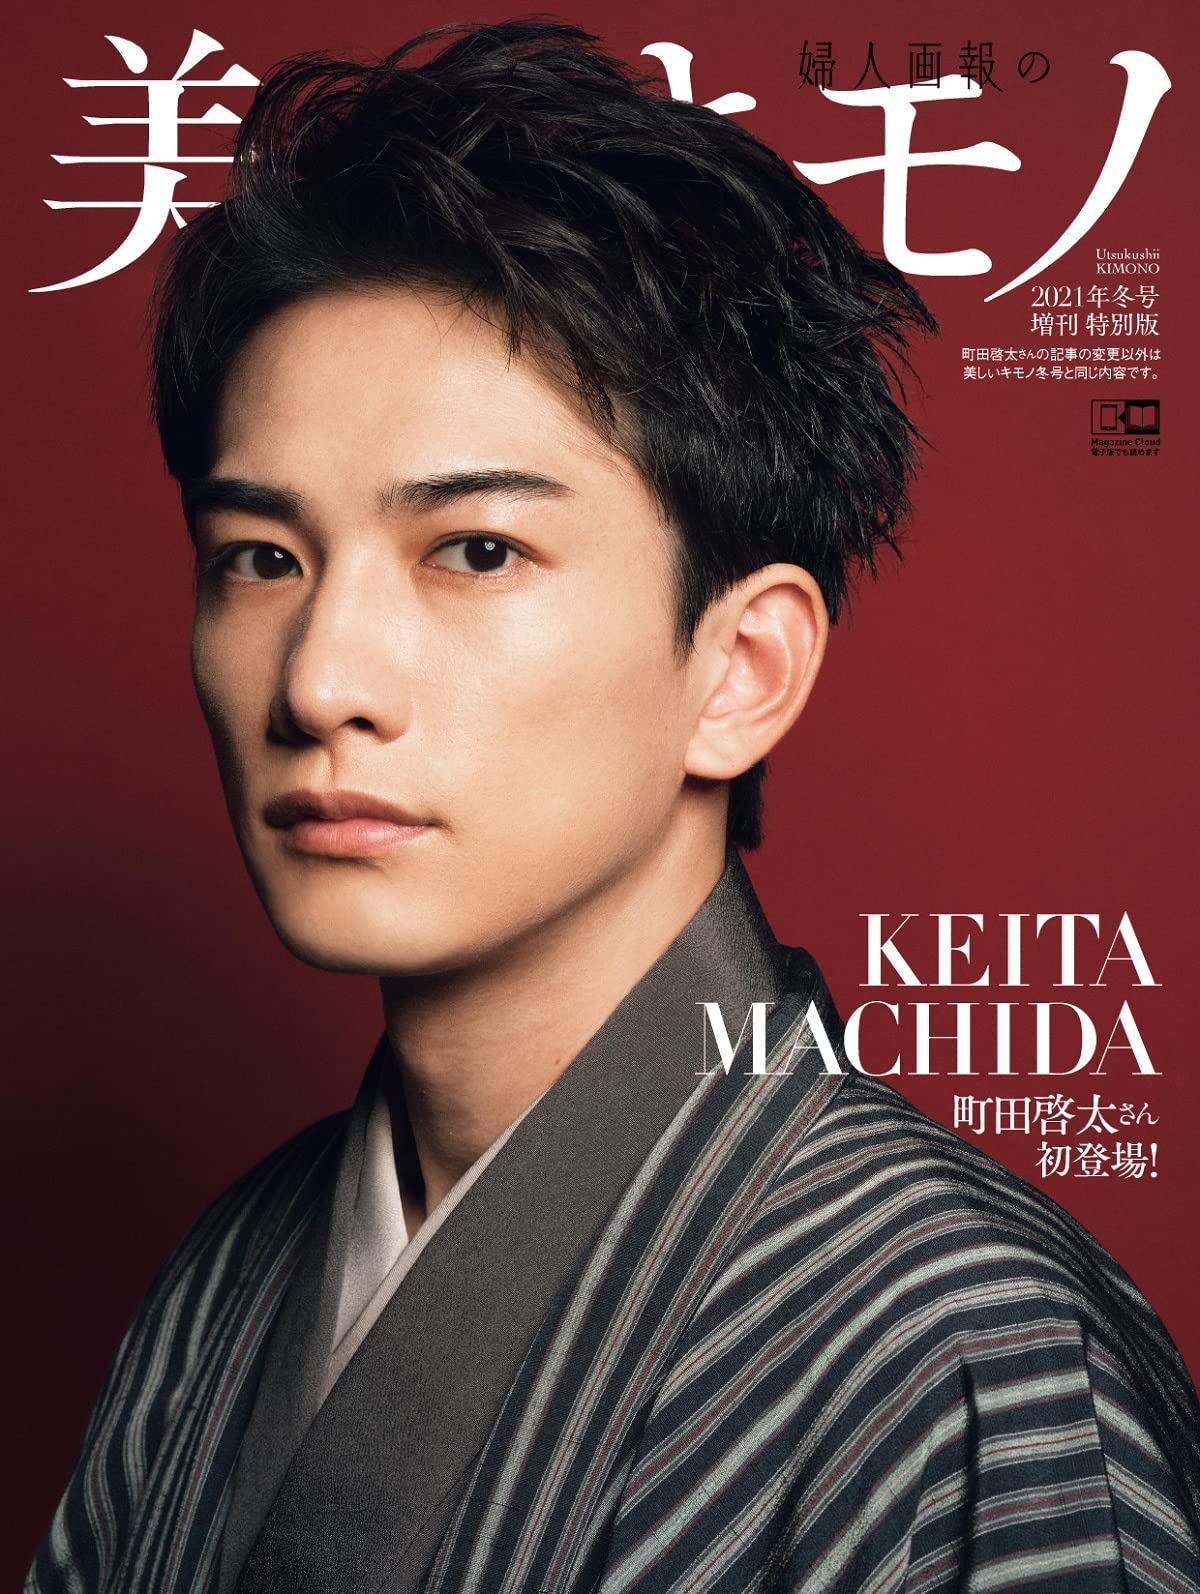 婦人画報の
美 キモノ
Utsukushii
KIMONO
2021年冬号
増刊 特別版
町田啓太さんの記事の変更以外は
美しいキモノ冬号と同じ内容です。
Magazine Cloud
電子版でも読めます
KEITA
MACHIDA
町田啓太さん
初登場!